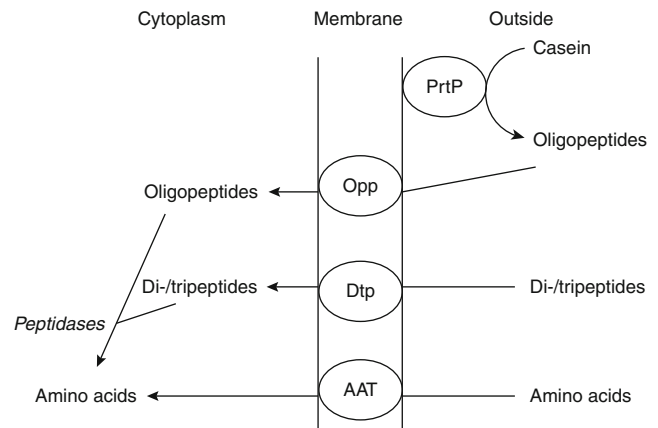 Cytoplasm Membrane Outside
Casein
PrtP
Oligopeptides
Oligopeptides Opp
Di-/tripeptides Dtp Di-/tripeptides
Peptidases
Amino acids AAT Amino acids